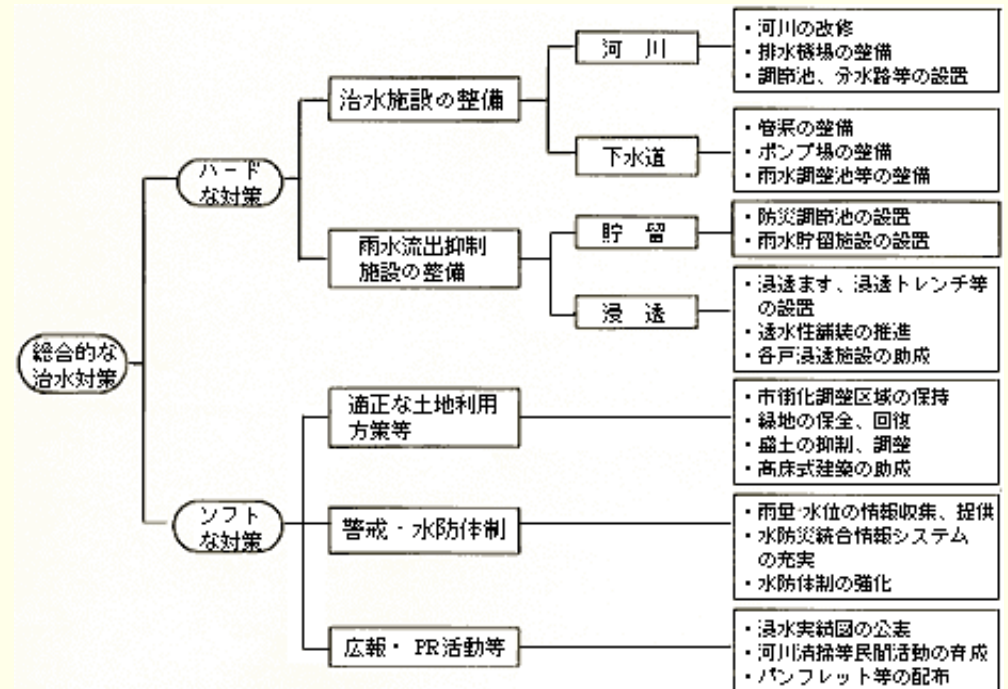 総合的な
治水対策
ハード
な対策
治水施設の整備
河 川
・河川の改修
・排水機場の整備
・調節池、分水路等の設置
下水道
・管渠の整備
・ポンプ場の整備
・雨水調整池等の整備
雨水流出抑制
施設の整備
貯 留
・防災調節池の設置
・雨水貯留施設の設置
浸 透
・浸透ます、浸透トレンチ等
の設置
・透水性舗装の推進
・各戸浸透施設の助成
ソフト
な対策
適正な土地利用
方策等
・市街化調整区域の保持
・緑地の保全、回復
・盛土の抑制、調整
・高床式建築の助成
警戒・水防体制
・雨量・水位の情報収集、提供
・水防災統合情報システム
の充実
・水防体制の強化
広報・PR活動等
・浸水実績図の公表
・河川清掃等民間活動の育成
・パンフレット等の配布